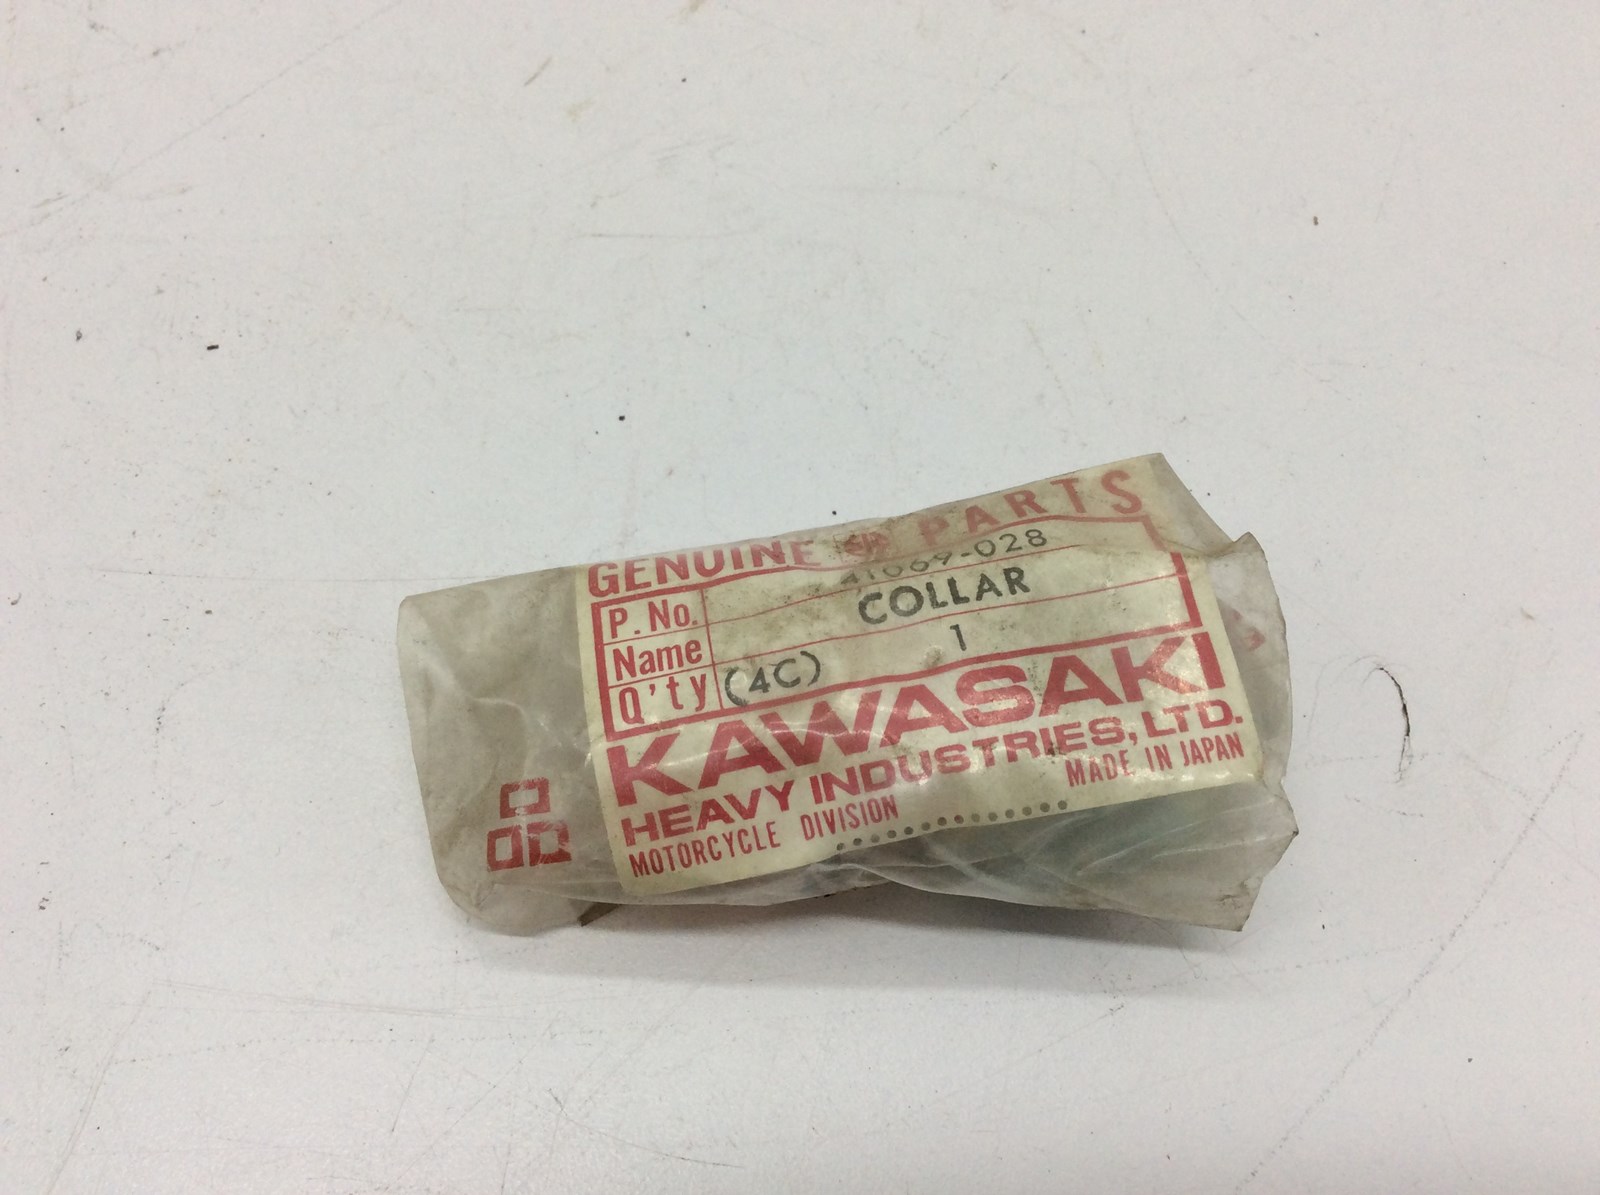 GENUINE PARTS
P. No. 41069-028
Name COLLAR
Q'ty (4C) 1
KAWASAKI
HEAVY INDUSTRIES, LTD.
MOTORCYCLE DIVISION MADE IN JAPAN